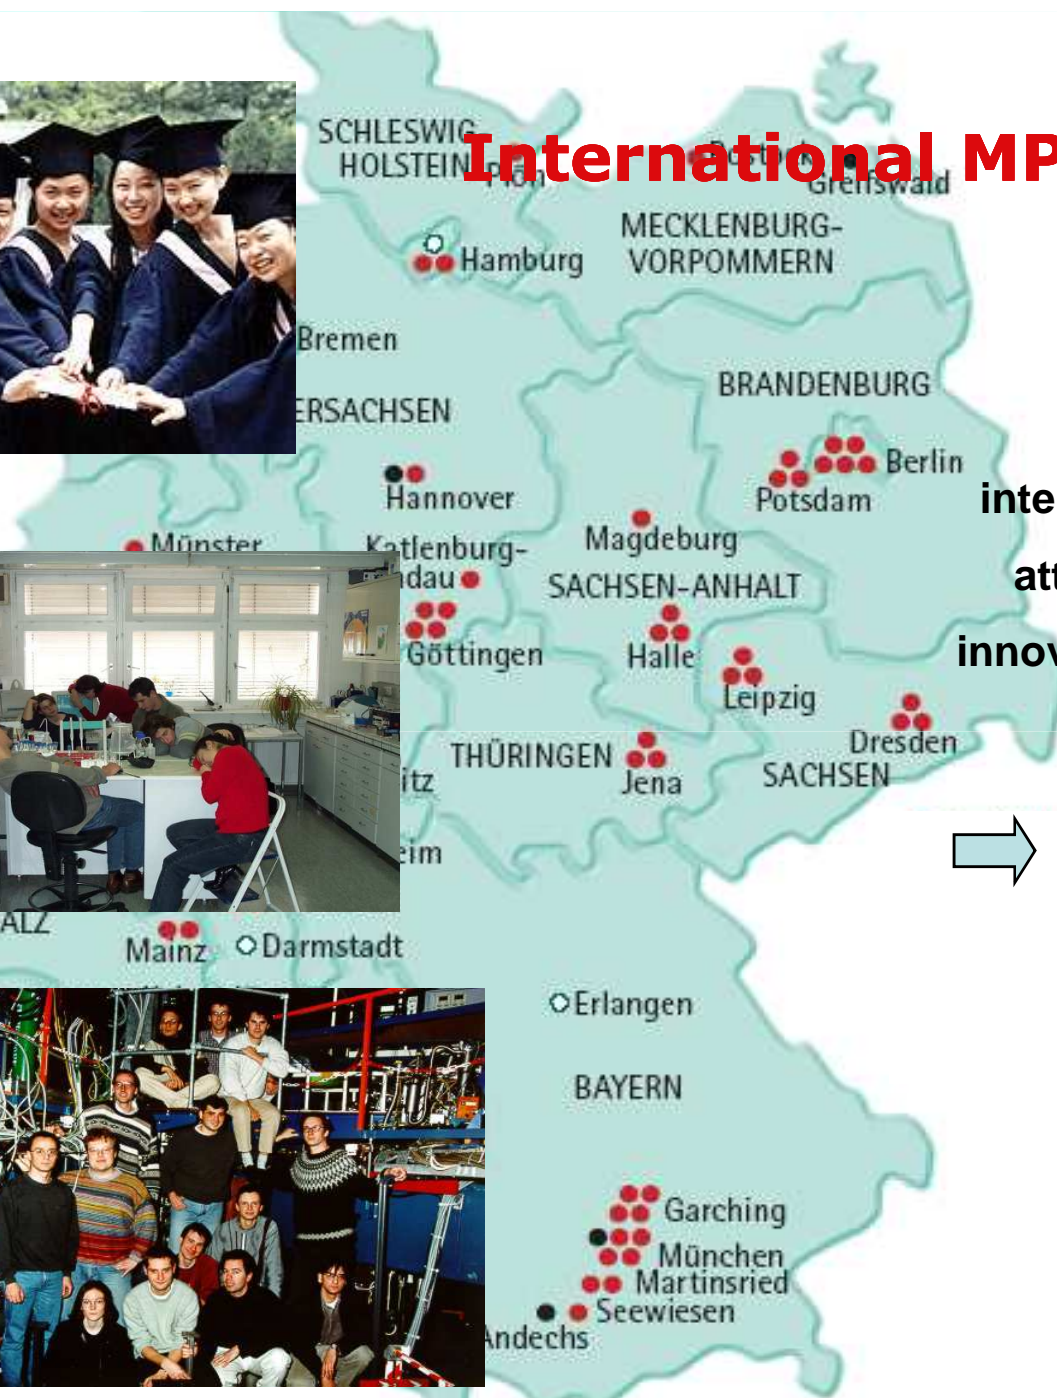 SCHLESWIG
HOLSTEIN
International MP
Plön
Rostock
Greifswald
MECKLENBURG-
VORPOMMERN
Hamburg
Bremen
BRANDENBURG
ERSACHSEN
Berlin
Potsdam
Hannover
inte
Magdeburg
Münster
Katlenburg-
dau
SACHSEN-ANHALT
att
Göttingen
Halle
innov
Leipzig
Dresden
THÜRINGEN
SACHSEN
Jena
itz
eim
ALZ
Mainz
Darmstadt
Erlangen
BAYERN
Garching
München
Martinsried
Seewiesen
Andechs